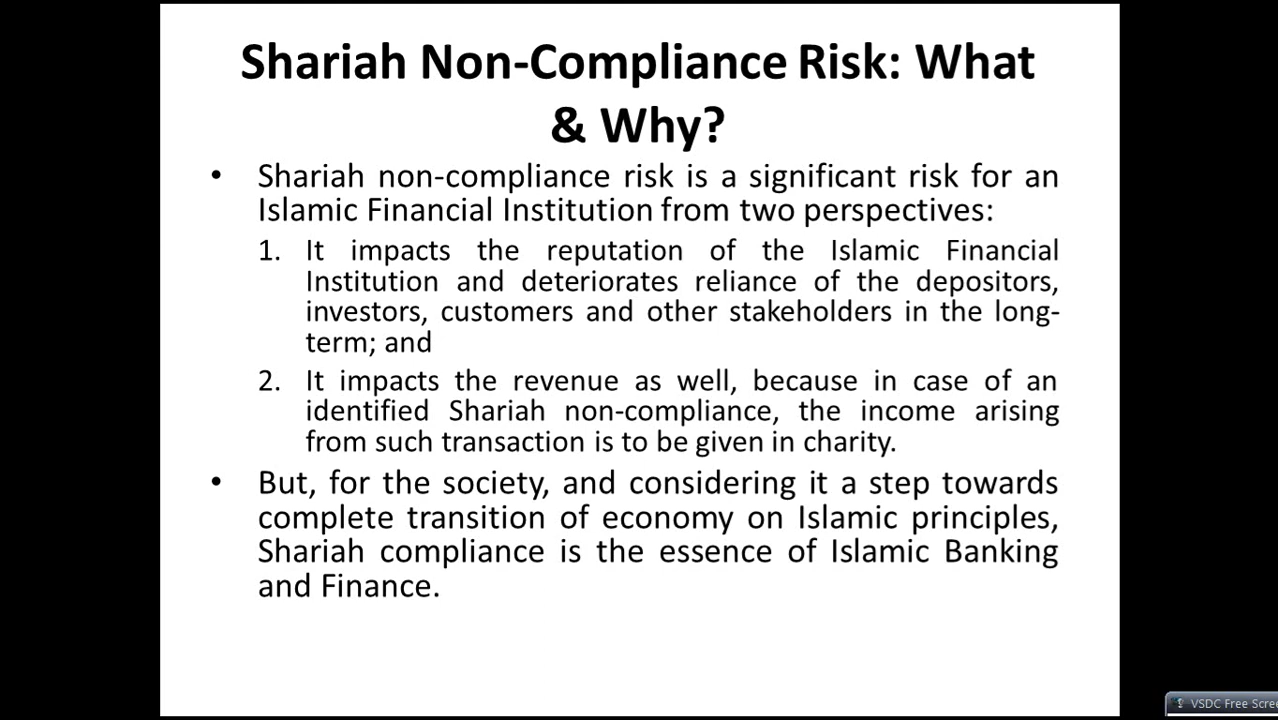 Shariah Non-Compliance Risk: What
& Why?
• Shariah non-compliance risk is a significant risk for an
Islamic Financial Institution from two perspectives:
1. It impacts the reputation of the Islamic Financial
Institution and deteriorates reliance of the depositors,
investors, customers and other stakeholders in the long-
term; and
2. It impacts the revenue as well, because in case of an
identified Shariah non-compliance, the income arising
from such transaction is to be given in charity.
• But, for the society, and considering it a step towards
complete transition of economy on Islamic principles,
Shariah compliance is the essence of Islamic Banking
and Finance.
VSDC Free Scre